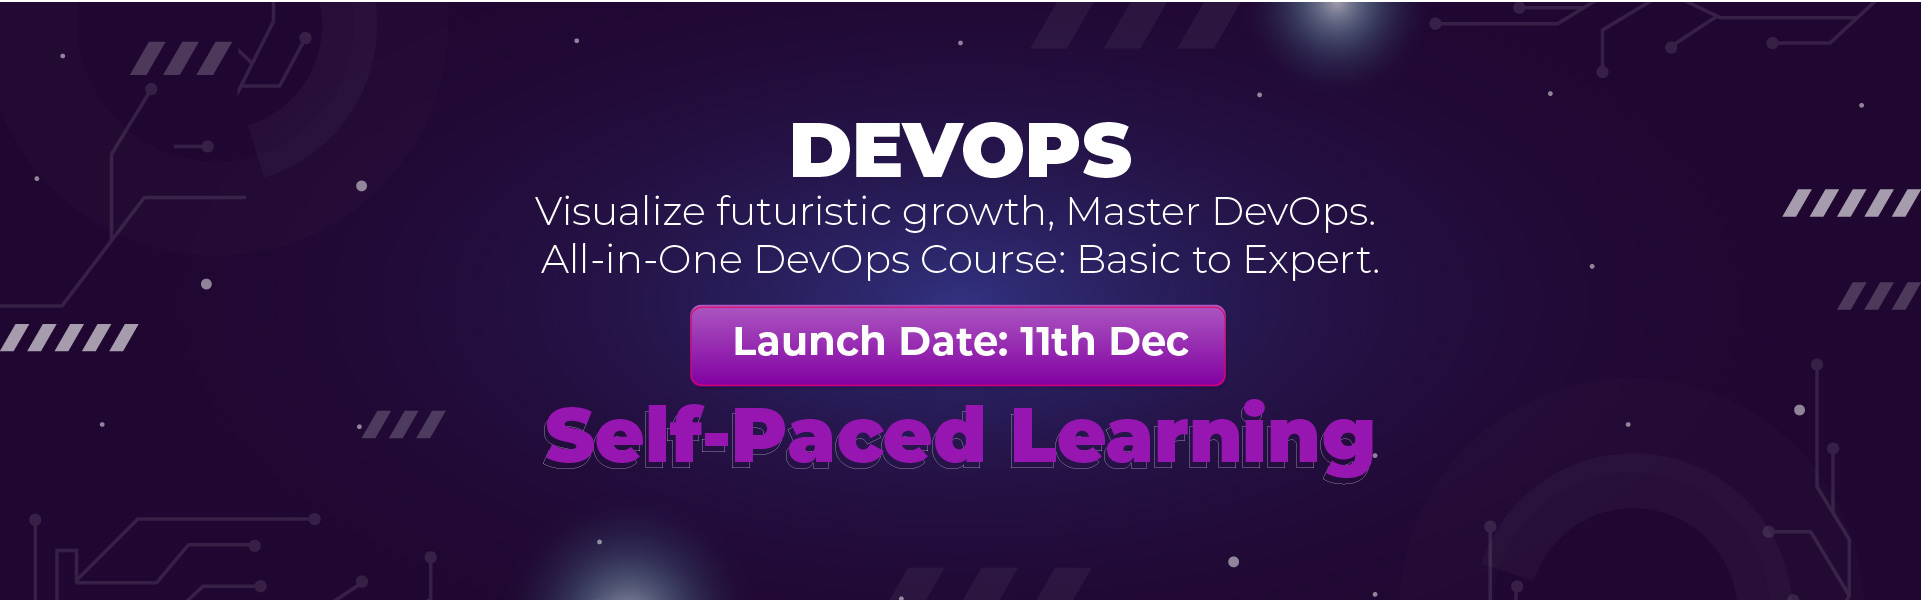 DEVOPS
Visualize futuristic growth, Master DevOps.
All-in-One DevOps Course: Basic to Expert.
Launch Date: 11th Dec
Self-Paced Learning